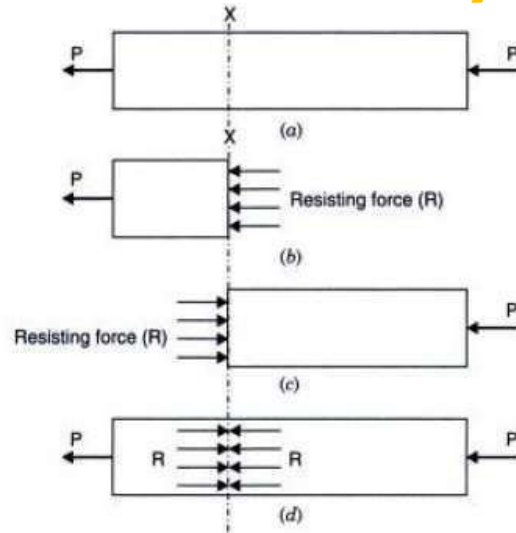 X
P
P
(a)
X
P
Resisting force (R)
(b)
Resisting force (R)
P
(c)
P
R
R
P
(d)